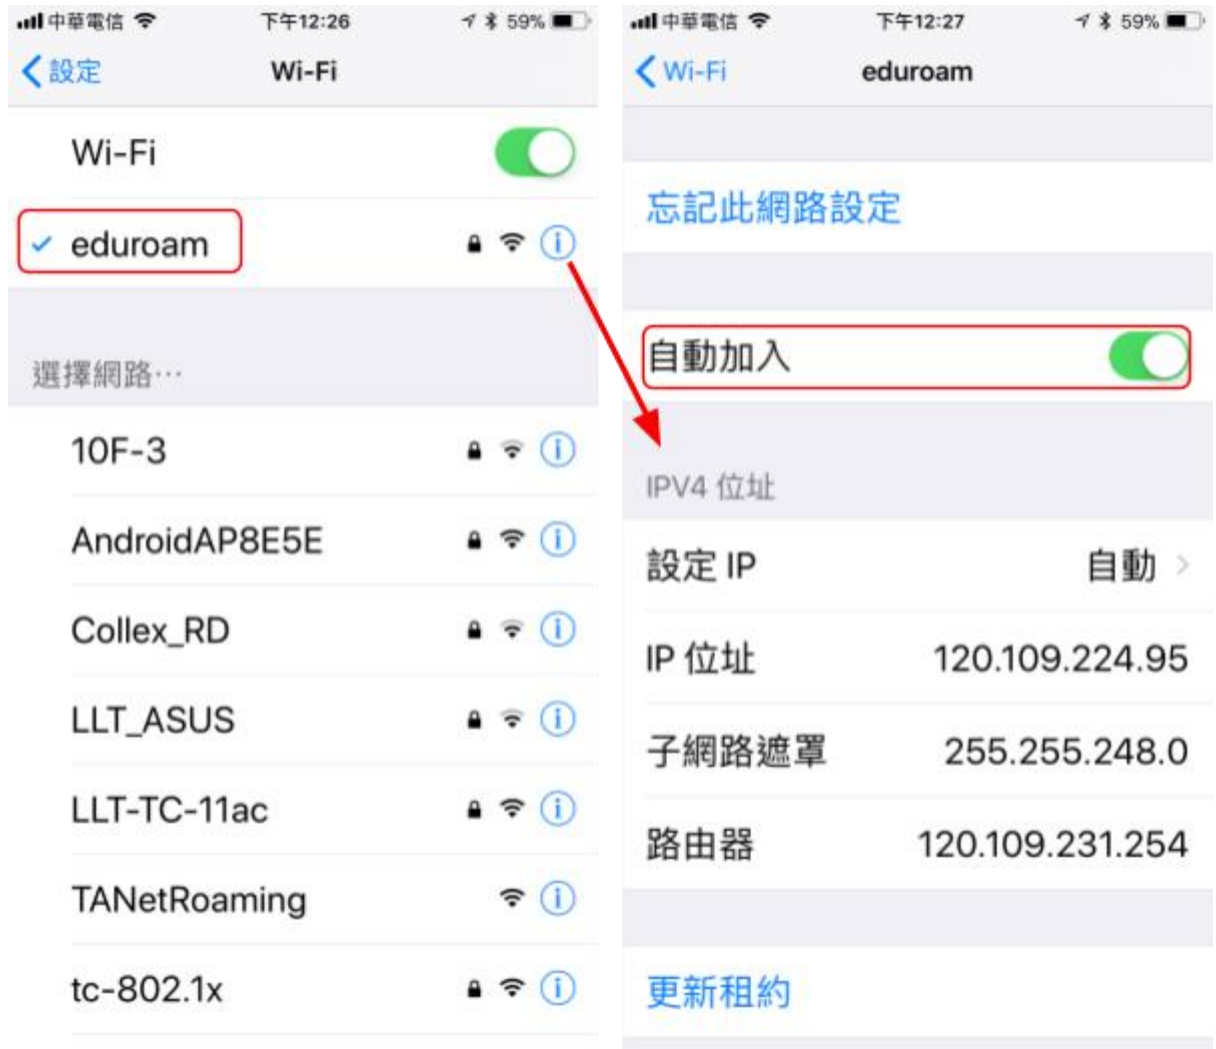 中華電信 下午12:26 59%
設定 Wi-Fi
Wi-Fi
eduroam
選擇網路…
10F-3
AndroidAP8E5E
Collex_RD
LLT_ASUS
LLT-TC-11ac
TANetRoaming
tc-802.1x
中華電信 下午12:27 59%
Wi-Fi eduroam
忘記此網路設定
自動加入
IPV4 位址
設定 IP 自動
IP 位址 120.109.224.95
子網路遮罩 255.255.248.0
路由器 120.109.231.254
更新租約